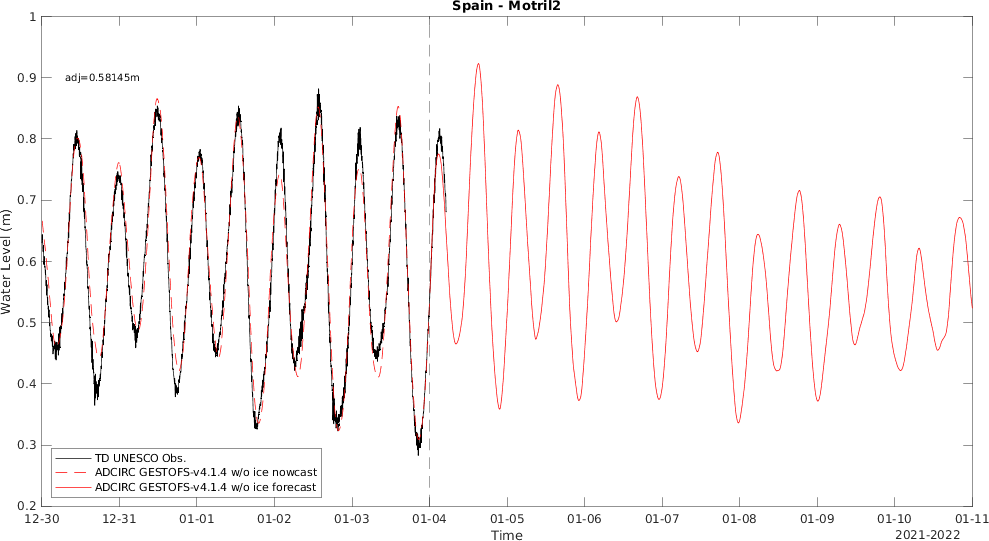 Spain - Motril2
adj=0.58145m
Water Level (m)
1
0.9
0.8
0.7
0.6
0.5
0.4
0.3
0.2
TD UNESCO Obs.
ADCIRC GESTOFS-v4.1.4 w/o ice nowcast
ADCIRC GESTOFS-v4.1.4 w/o ice forecast
12-30 12-31 01-01 01-02 01-03 01-04 01-05 01-06 01-07 01-08 01-09 01-10 01-11
Time
2021-2022